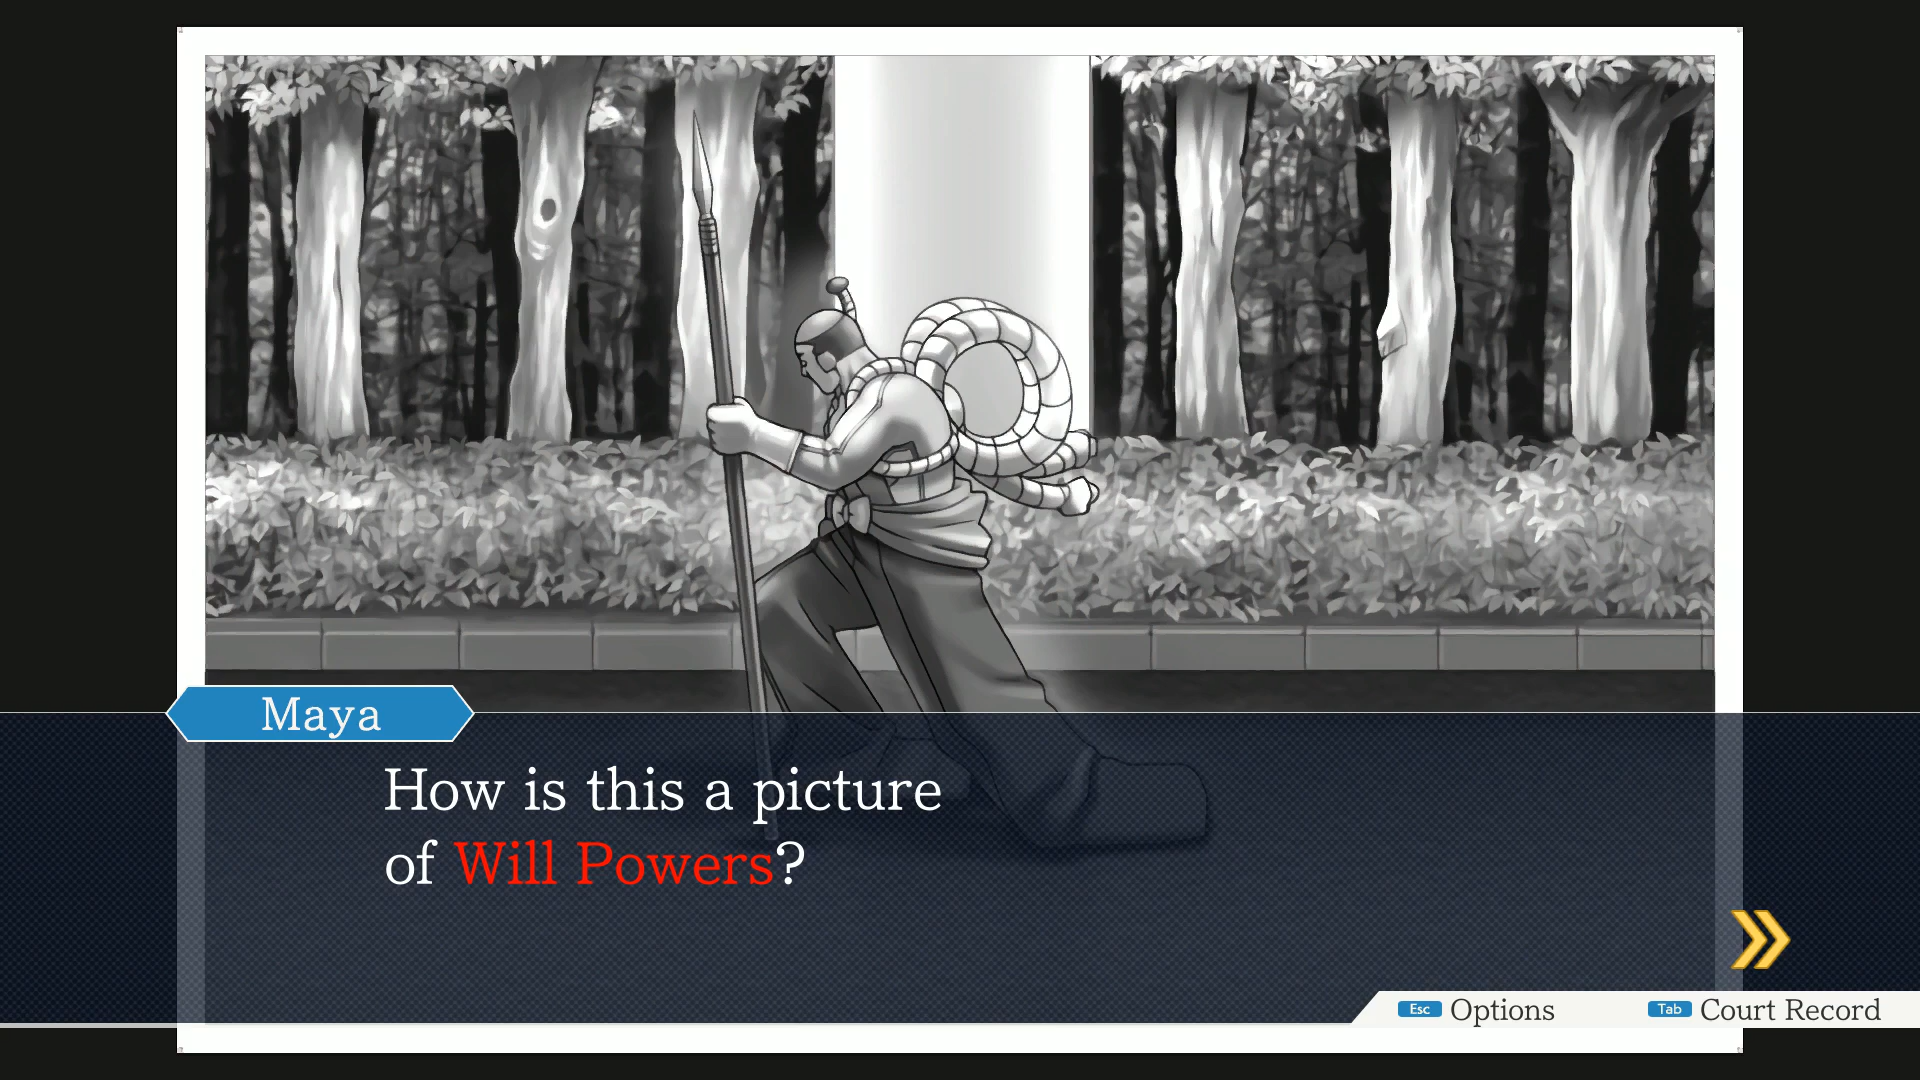 Maya
How is this a picture
of Will Powers?
Esc Options
Tab Court Record